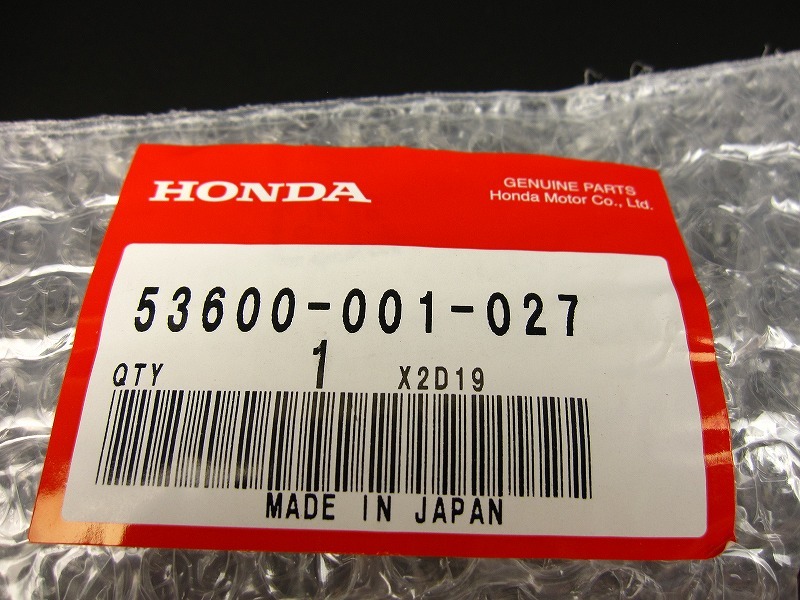 HONDA
GENUINE PARTS
Honda Motor Co., Ltd.
53600-001-027
QTY 1 X2D19
MADE IN JAPAN